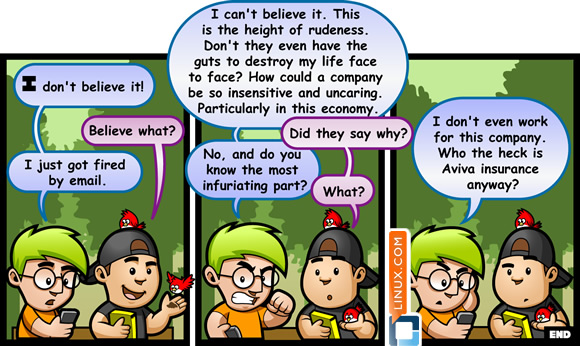 I don't believe it!
Believe what?
I just got fired
by email.
I can't believe it. This
is the height of rudeness.
Don't they even have the
guts to destroy my life face
to face? How could a company
be so insensitive and uncaring.
Particularly in this economy.
Did they say why?
No, and do you
know the most
infuriating part?
What?
I don't even work
for this company.
Who the heck is
Aviva insurance
anyway?
LINUX.COM
END